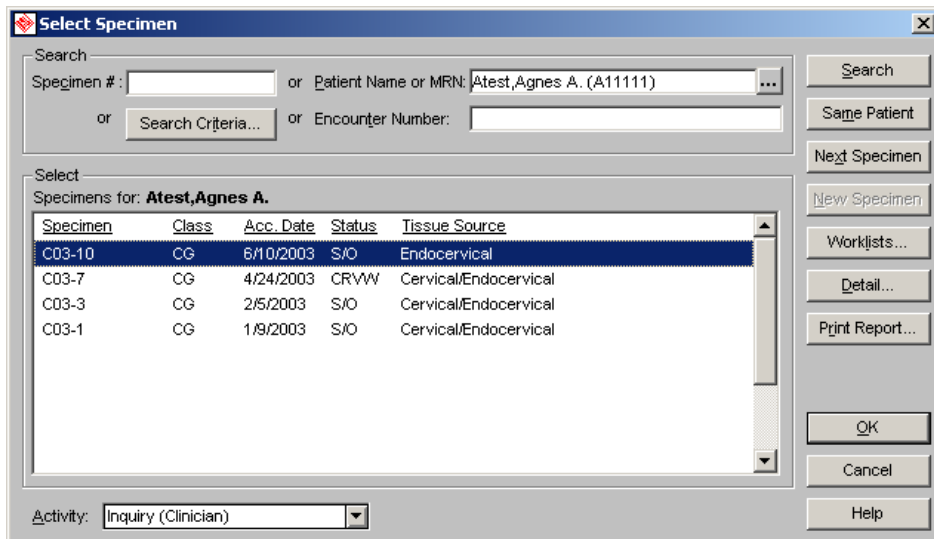 Select Specimen
Search
Specimen # : or Patient Name or MRN: Atest,Agnes A. (A11111) ...
or Search Criteria... or Encounter Number:
Search
Same Patient
Next Specimen
New Specimen
Worklists...
Detail...
Print Report...
Select
Specimens for: Atest,Agnes A.
Specimen Class Acc. Date Status Tissue Source
C03-10 CG 6/10/2003 S/O Endocervical
C03-7 CG 4/24/2003 CRVW Cervical/Endocervical
C03-3 CG 2/5/2003 S/O Cervical/Endocervical
C03-1 CG 1/9/2003 S/O Cervical/Endocervical
OK
Cancel
Help
Activity: Inquiry (Clinician)